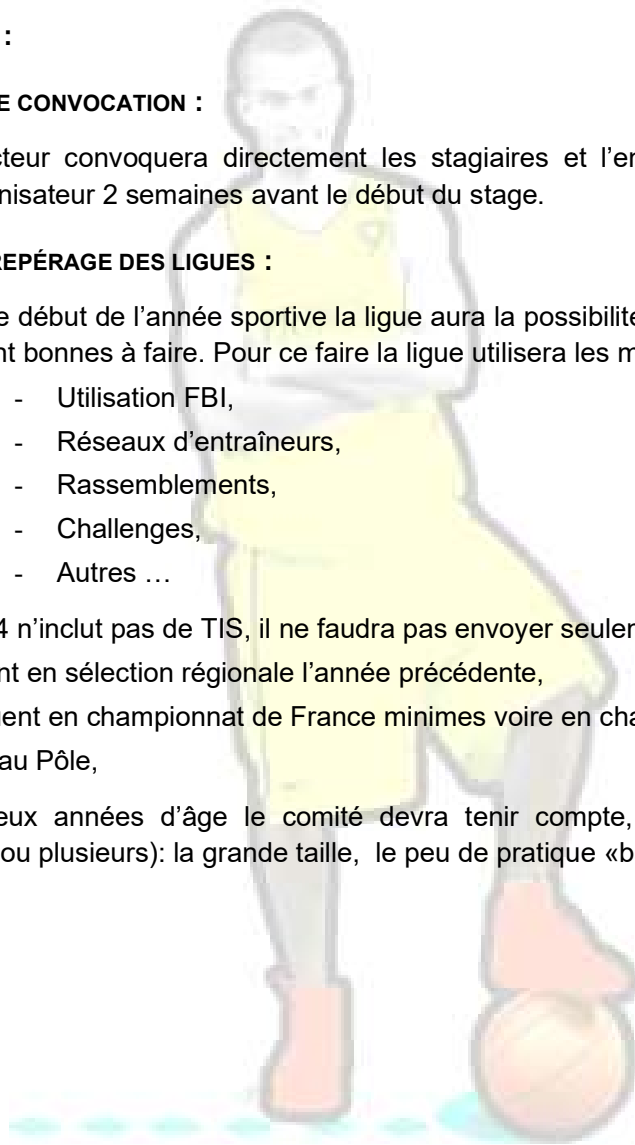 :
E CONVOCATION :
cteur convoquera directement les stagiaires et l'e
nisateur 2 semaines avant le début du stage.
REPÉRAGE DES LIGUES :
e début de l'année sportive la ligue aura la possibilité
nt bonnes à faire. Pour ce faire la ligue utilisera les m
- Utilisation FBI,
- Réseaux d'entraîneurs,
- Rassemblements,
- Challenges,
- Autres …
4 n'inclut pas de TIS, il ne faudra pas envoyer seule
nt en sélection régionale l'année précédente,
uent en championnat de France minimes voire en cha
au Pôle,
eux années d'âge le comité devra tenir compte,
ou plusieurs): la grande taille, le peu de pratique «b